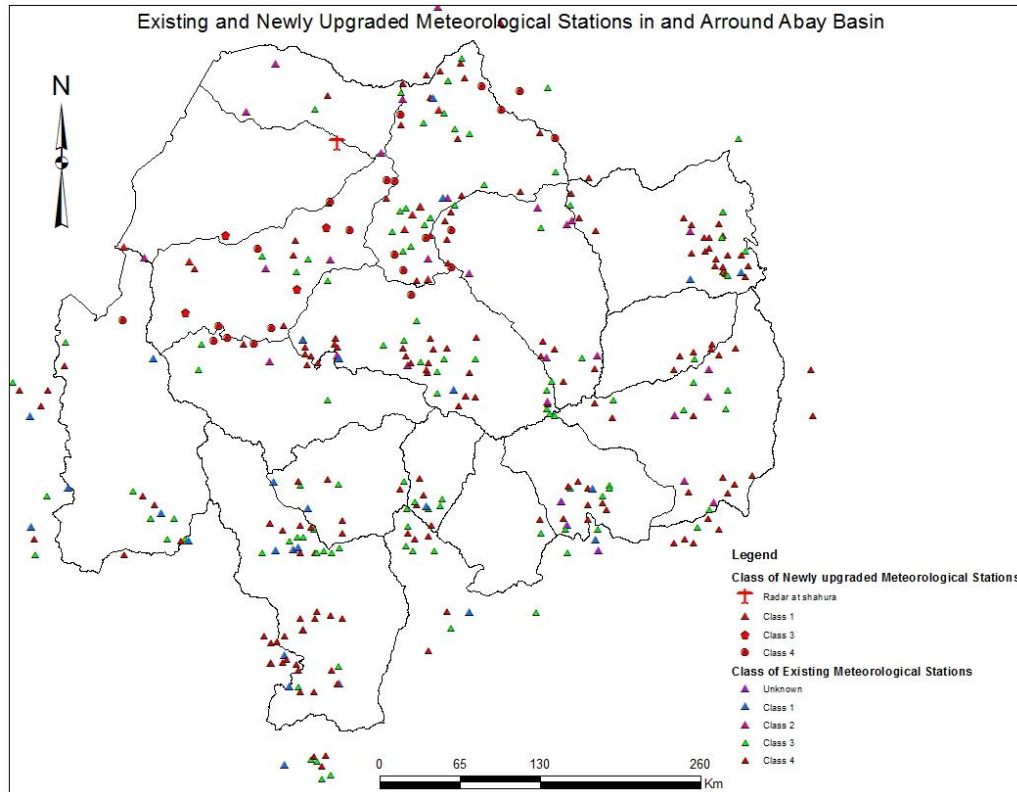 Existing and Newly Upgraded Meteorological Stations in and Arround Abay Basin
N
Legend
Class of Newly upgraded Meteorological Stations
Radar at shahura
Class 1
Class 3
Class 4
Class of Existing Meteorological Stations
Unknown
Class 1
Class 2
Class 3
Class 4
0 65 130 260
Km